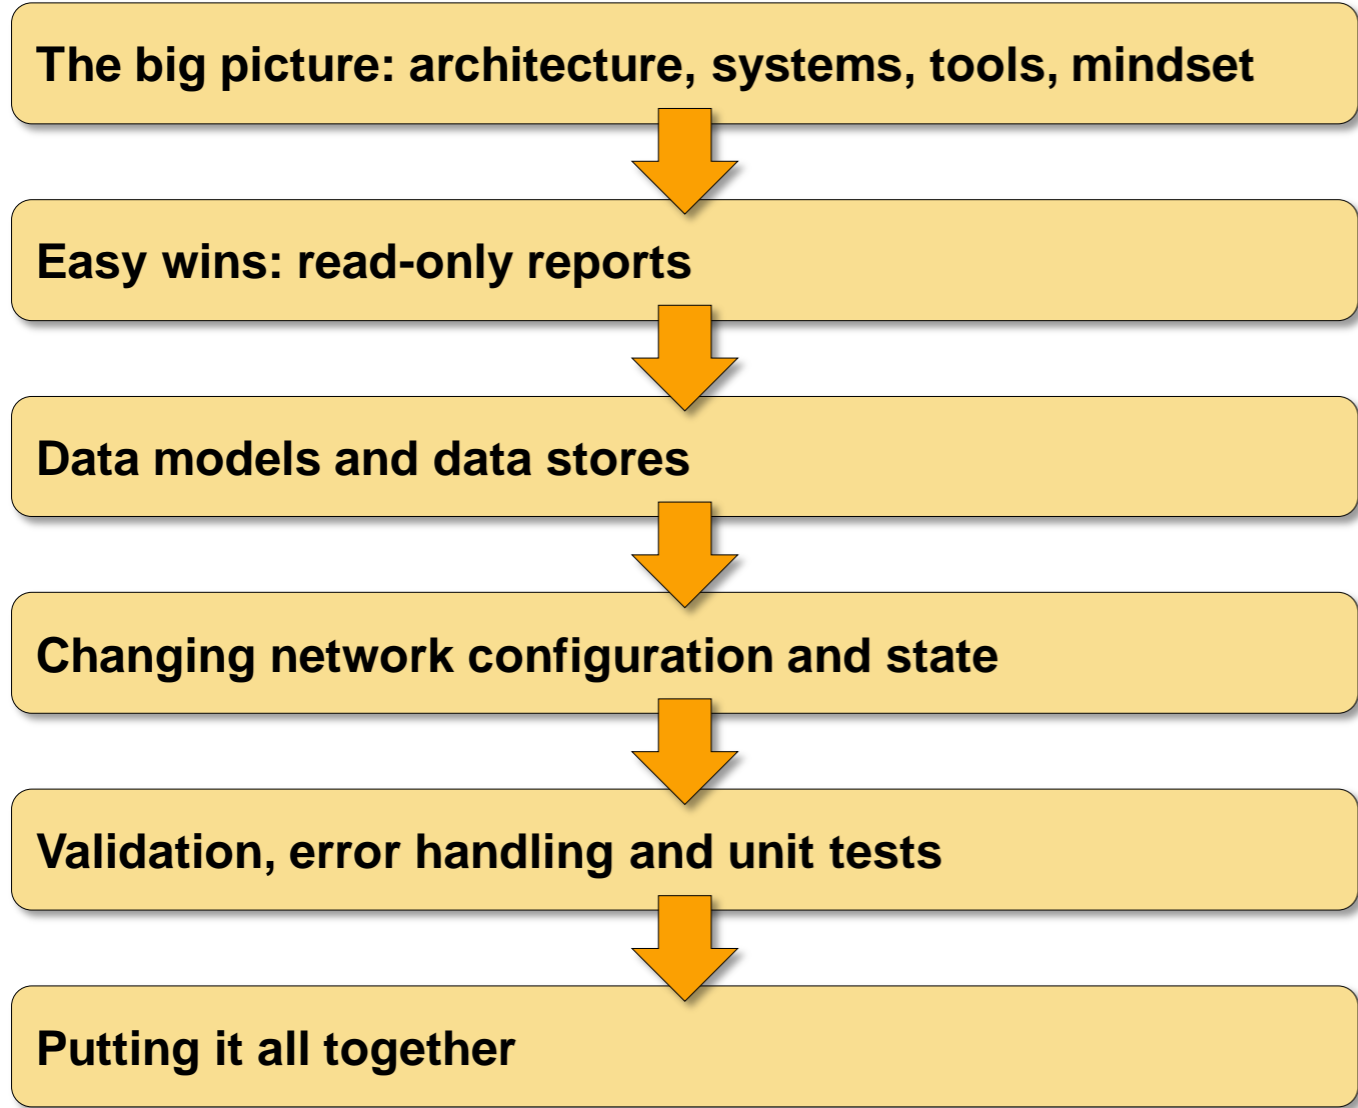 The big picture: architecture, systems, tools, mindset
Easy wins: read-only reports
Data models and data stores
Changing network configuration and state
Validation, error handling and unit tests
Putting it all together